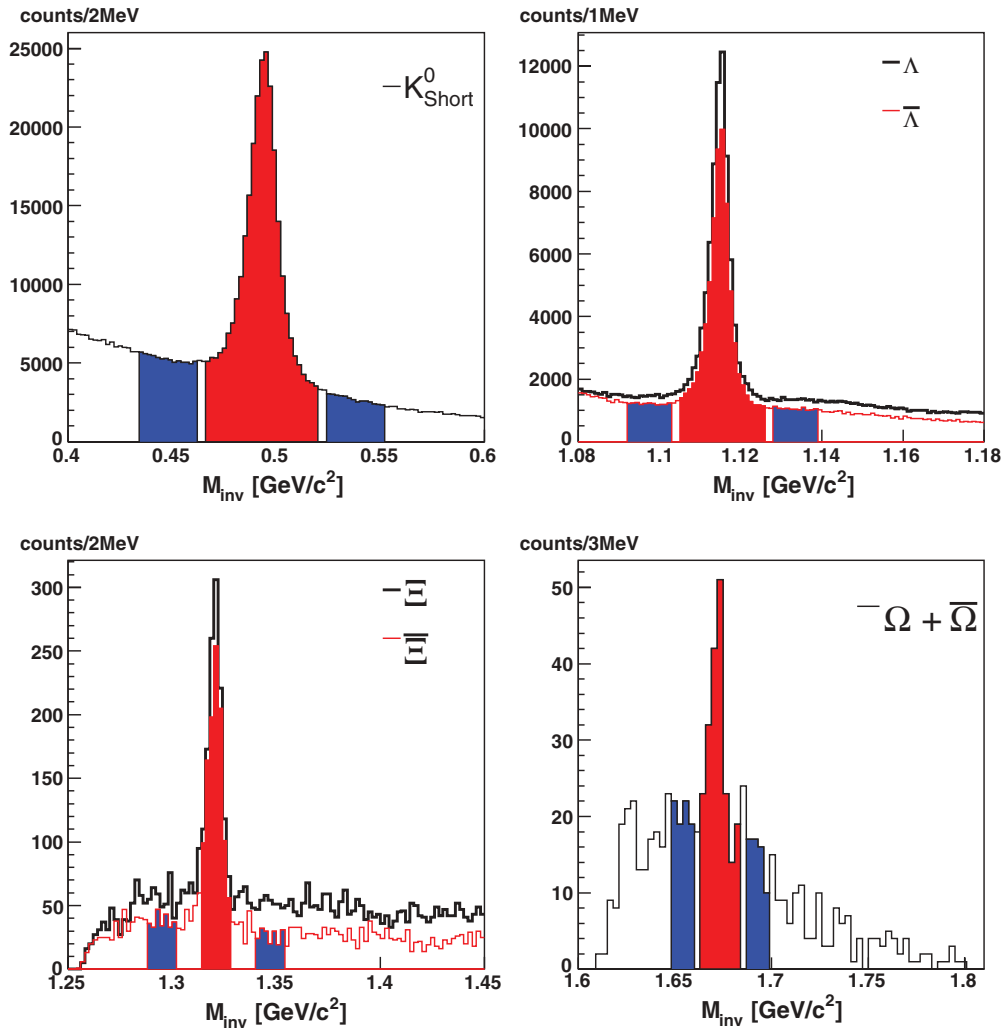 counts/2MeV
25000
20000
15000
10000
5000
0
0.4 0.45 0.5 0.55 0.6
M_inv [GeV/c²]
K⁰_Short
counts/1MeV
12000
10000
8000
6000
4000
2000
0
1.08 1.1 1.12 1.14 1.16 1.18
M_inv [GeV/c²]
Λ
Λ̅
counts/2MeV
300
250
200
150
100
50
0
1.25 1.3 1.35 1.4 1.45
M_inv [GeV/c²]
Ξ
Ξ̅
counts/3MeV
50
40
30
20
10
0
1.6 1.65 1.7 1.75 1.8
M_inv [GeV/c²]
Ω + Ω̅